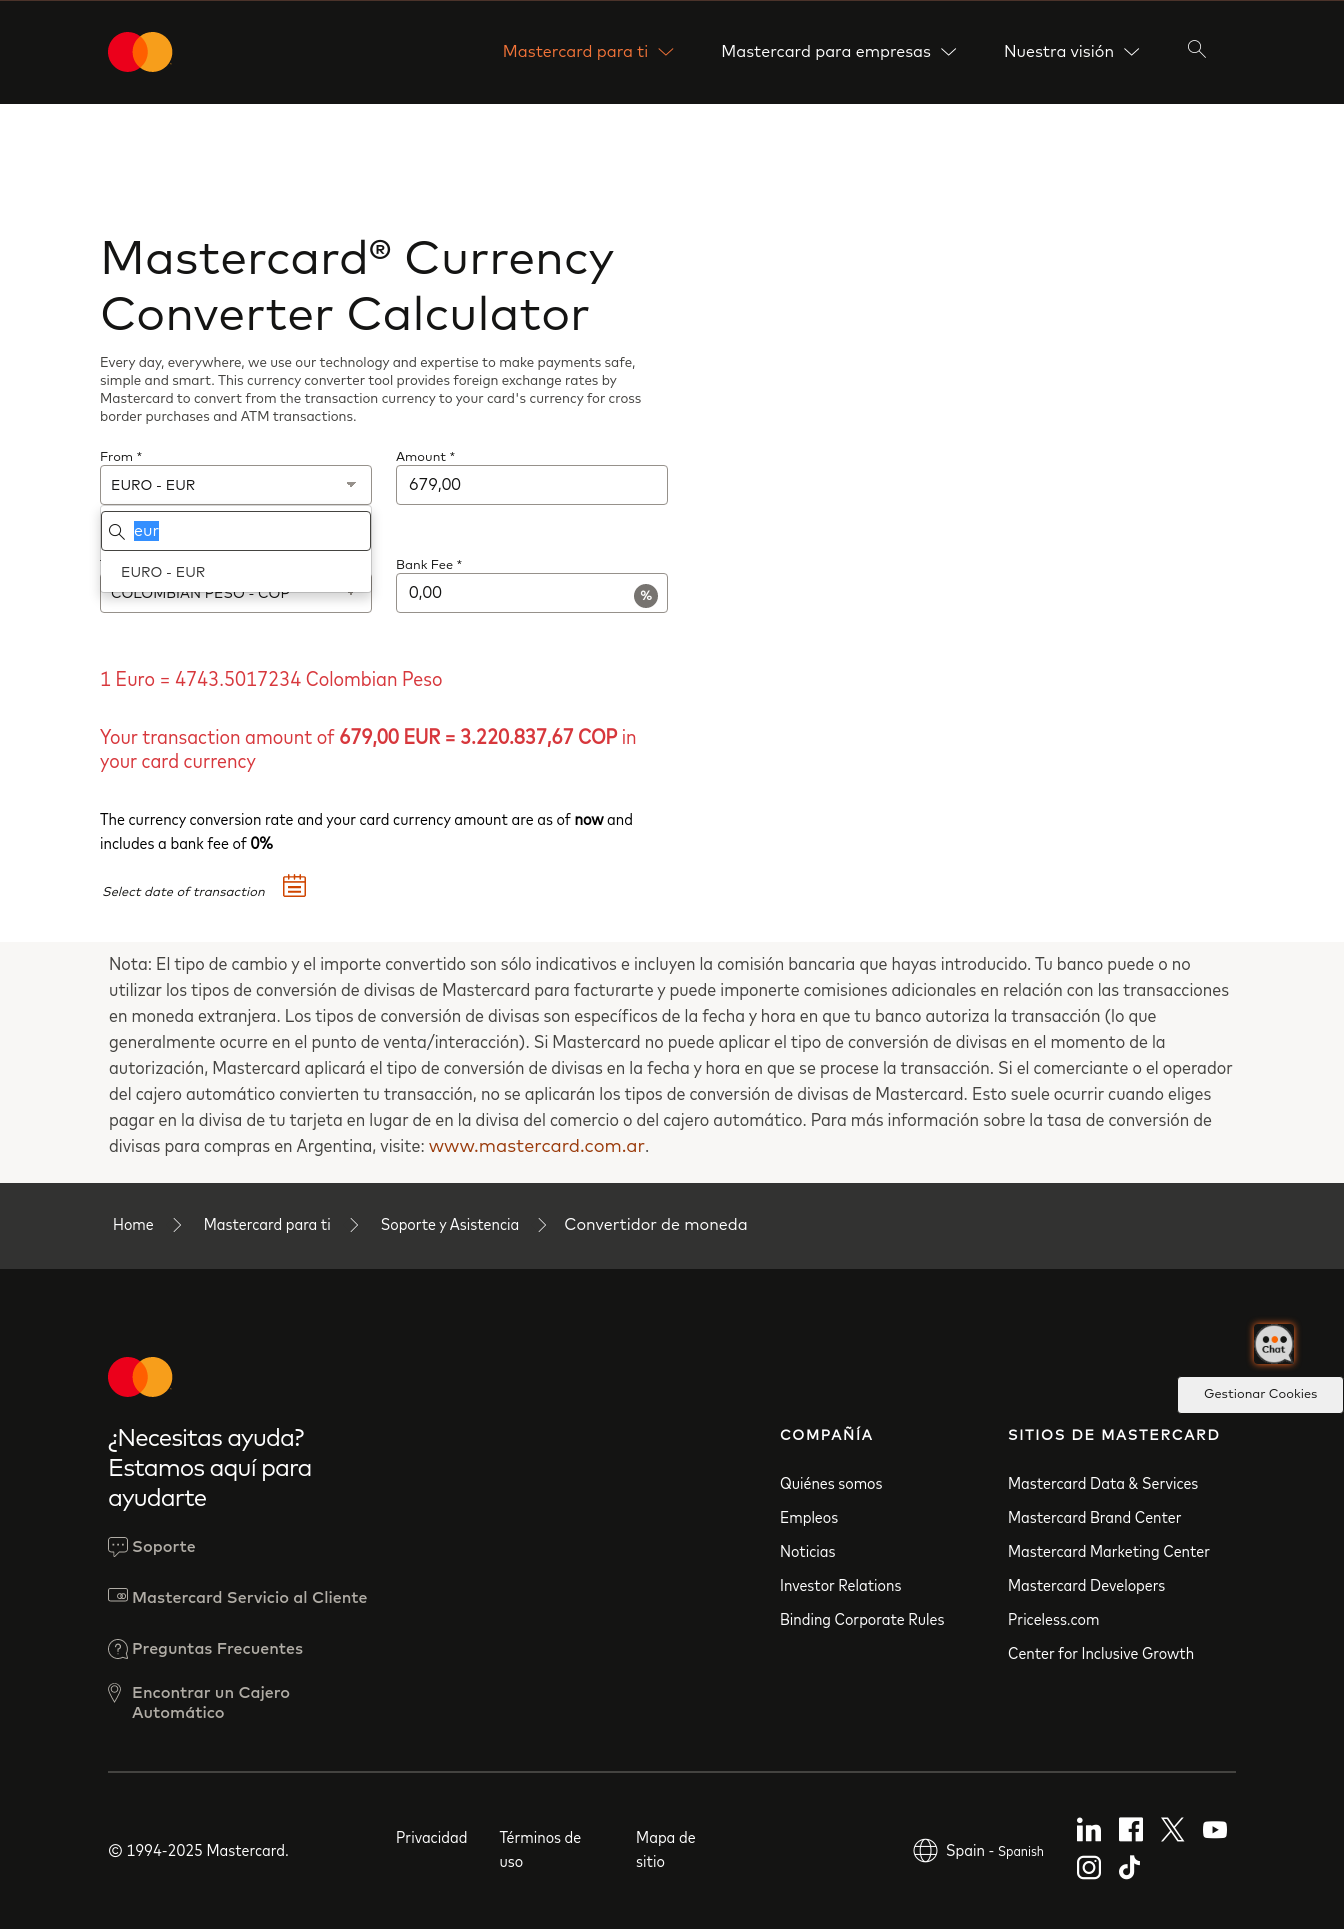 Mastercard para ti
Mastercard para empresas
Nuestra visión
Mastercard® Currency
Converter Calculator
Every day, everywhere, we use our technology and expertise to make payments safe,
simple and smart. This currency converter tool provides foreign exchange rates by
Mastercard to convert from the transaction currency to your card's currency for cross
border purchases and ATM transactions.
From *
Amount *
EURO - EUR
679,00
eur
EURO - EUR
Bank Fee *
COLOMBIAN PESO - COP
0,00
%
1 Euro = 4743.5017234 Colombian Peso
Your transaction amount of 679,00 EUR = 3.220.837,67 COP in
your card currency
The currency conversion rate and your card currency amount are as of now and
includes a bank fee of 0%
Select date of transaction
Nota: El tipo de cambio y el importe convertido son sólo indicativos e incluyen la comisión bancaria que hayas introducido. Tu banco puede o no
utilizar los tipos de conversión de divisas de Mastercard para facturarte y puede imponerte comisiones adicionales en relación con las transacciones
en moneda extranjera. Los tipos de conversión de divisas son específicos de la fecha y hora en que tu banco autoriza la transacción (lo que
generalmente ocurre en el punto de venta/interacción). Si Mastercard no puede aplicar el tipo de conversión de divisas en el momento de la
autorización, Mastercard aplicará el tipo de conversión de divisas en la fecha y hora en que se procese la transacción. Si el comerciante o el operador
del cajero automático convierten tu transacción, no se aplicarán los tipos de conversión de divisas de Mastercard. Esto suele ocurrir cuando eliges
pagar en la divisa de tu tarjeta en lugar de en la divisa del comercio o del cajero automático. Para más información sobre la tasa de conversión de
divisas para compras en Argentina, visite: www.mastercard.com.ar.
Home
Mastercard para ti
Soporte y Asistencia
Convertidor de moneda
Chat
Gestionar Cookies
¿Necesitas ayuda?
Estamos aquí para
ayudarte
Soporte
Mastercard Servicio al Cliente
Preguntas Frecuentes
Encontrar un Cajero
Automático
COMPAÑÍA
Quiénes somos
Empleos
Noticias
Investor Relations
Binding Corporate Rules
SITIOS DE MASTERCARD
Mastercard Data & Services
Mastercard Brand Center
Mastercard Marketing Center
Mastercard Developers
Priceless.com
Center for Inclusive Growth
© 1994-2025 Mastercard.
Privacidad
Términos de
uso
Mapa de
sitio
Spain - Spanish